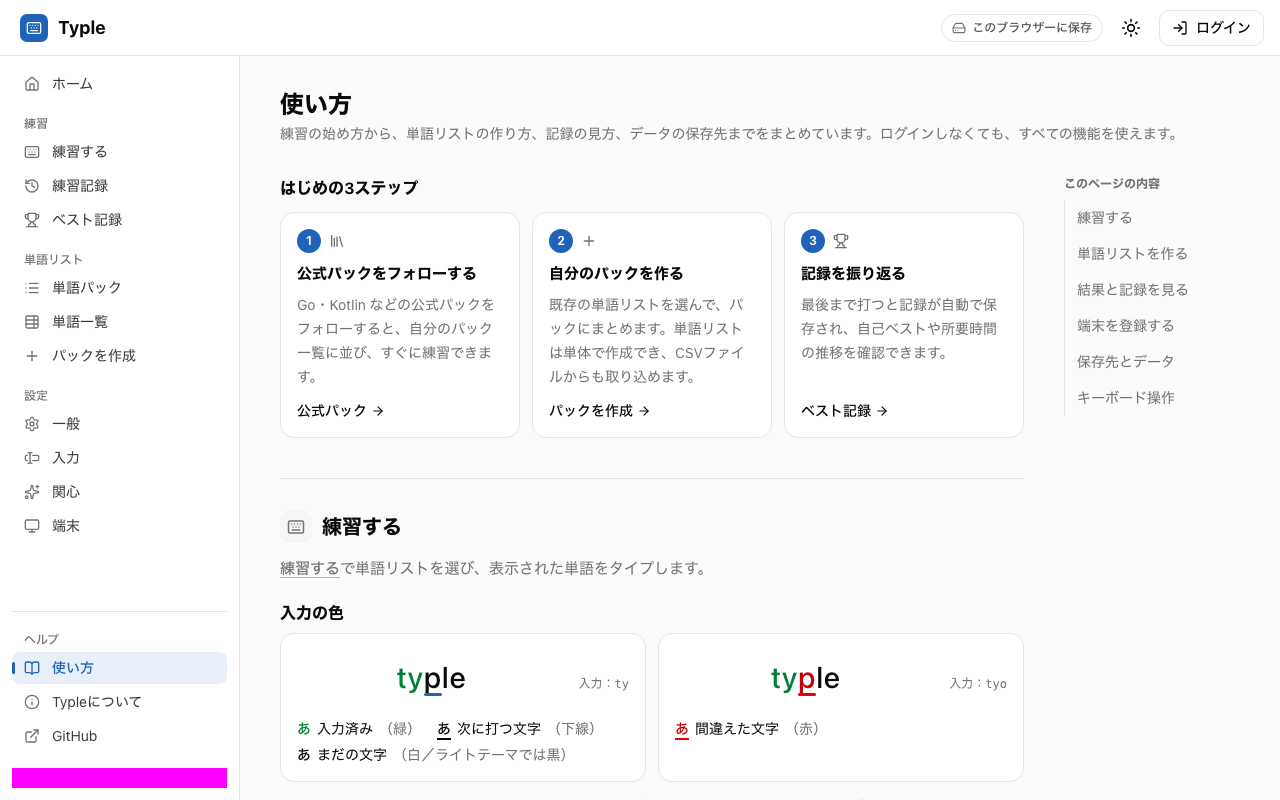 Typle
このブラウザーに保存
ログイン
ホーム
練習
練習する
練習記録
ベスト記録
単語リスト
単語パック
単語一覧
パックを作成
設定
一般
入力
関心
端末
ヘルプ
使い方
Typleについて
GitHub
使い方
練習の始め方から、単語リストの作り方、記録の見方、データの保存先までをまとめています。ログインしなくても、すべての機能を使えます。
はじめの3ステップ
1
公式パックをフォローする
Go・Kotlin などの公式パックを
フォローすると、自分のパック
一覧に並び、すぐに練習できま
す。
公式パック →
2
自分のパックを作る
既存の単語リストを選んで、パ
ックにまとめます。単語リスト
は単体で作成でき、CSVファイ
ルからも取り込めます。
パックを作成 →
3
記録を振り返る
最後まで打つと記録が自動で保
存され、自己ベストや所要時間
の推移を確認できます。
ベスト記録 →
このページの内容
練習する
単語リストを作る
結果と記録を見る
端末を登録する
保存先とデータ
キーボード操作
練習する
練習するで単語リストを選び、表示された単語をタイプします。
入力の色
typle
入力：ty
あ 入力済み （緑） あ 次に打つ文字 （下線）
あ まだの文字 （白／ライトテーマでは黒）
typle
入力：tyo
あ 間違えた文字 （赤）